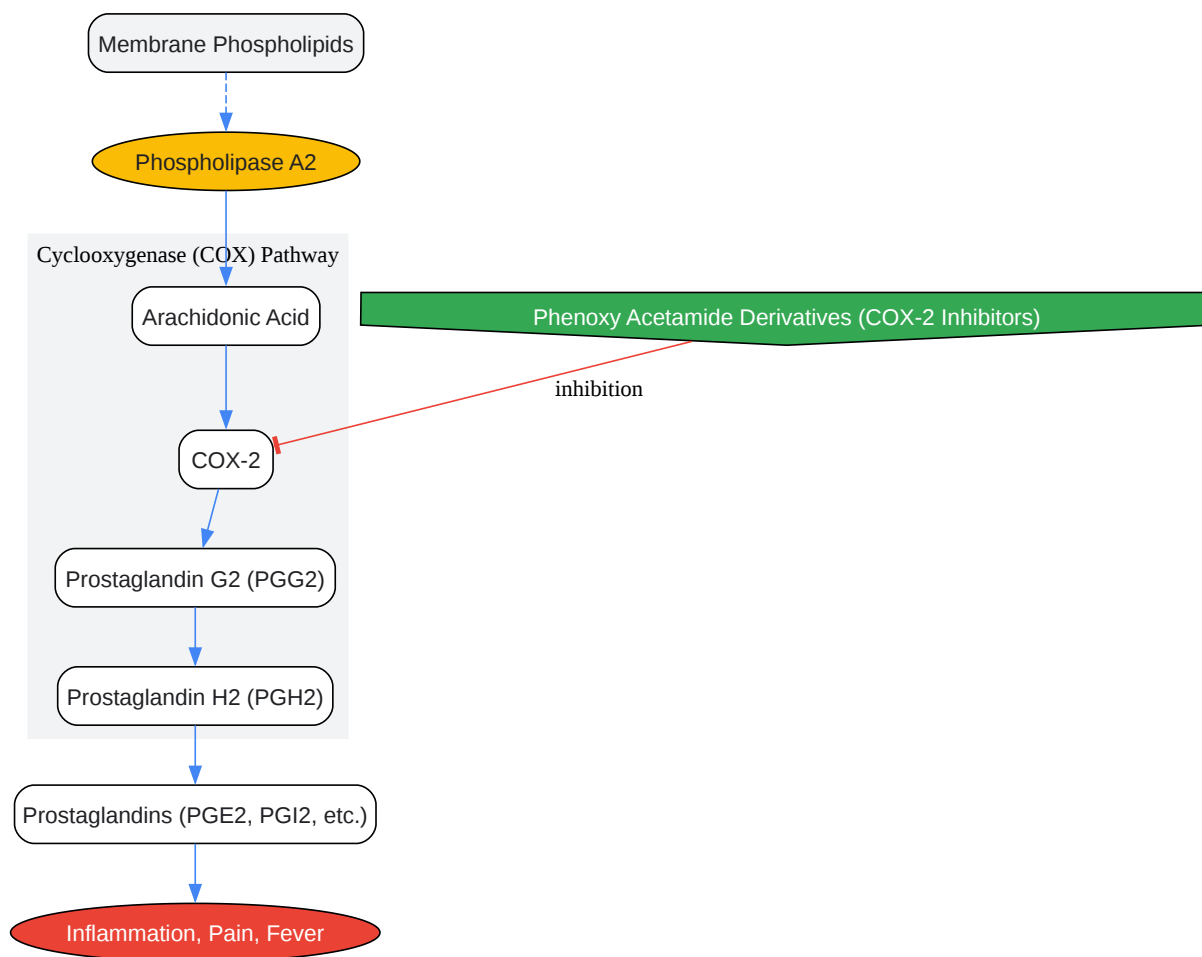 Membrane Phospholipids
Phospholipase A2
Cyclooxygenase (COX) Pathway
Arachidonic Acid
Phenoxy Acetamide Derivatives (COX-2 Inhibitors)
inhibition
COX-2
Prostaglandin G2 (PGG2)
Prostaglandin H2 (PGH2)
Prostaglandins (PGE2, PGI2, etc.)
Inflammation, Pain, Fever